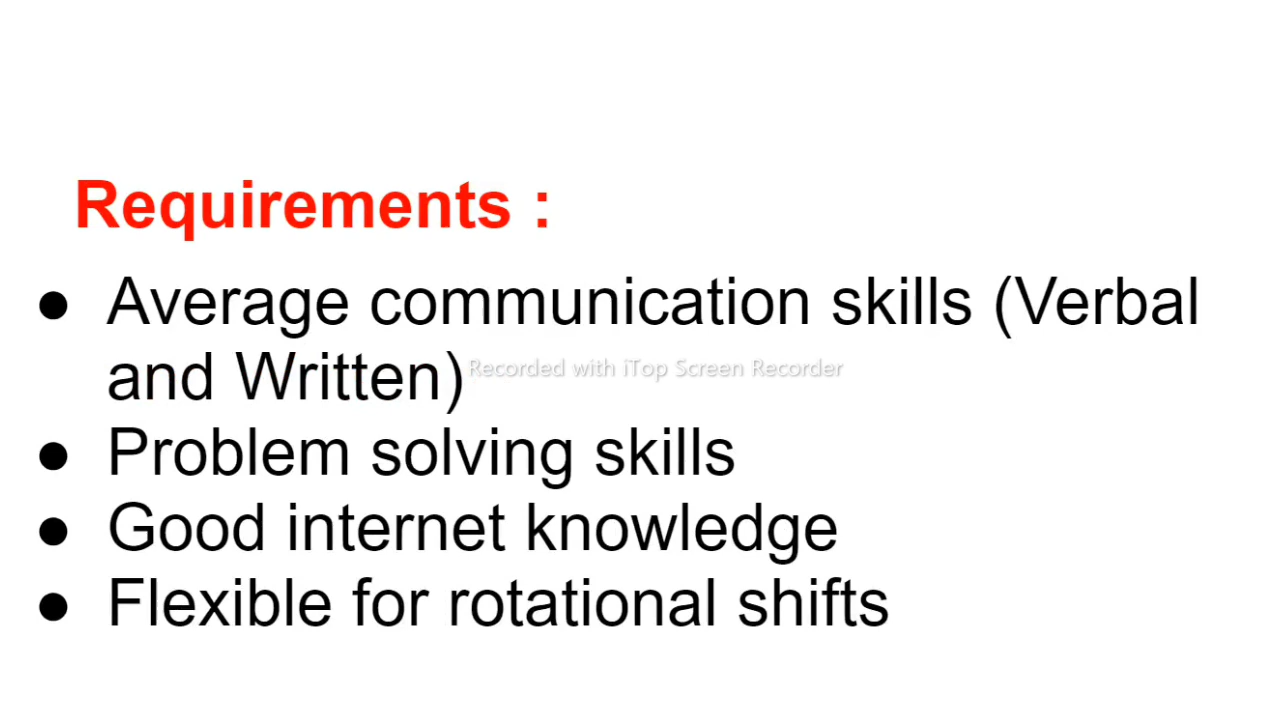 Requirements :
● Average communication skills (Verbal
and Written)
Recorded with iTop Screen Recorder
● Problem solving skills
● Good internet knowledge
● Flexible for rotational shifts